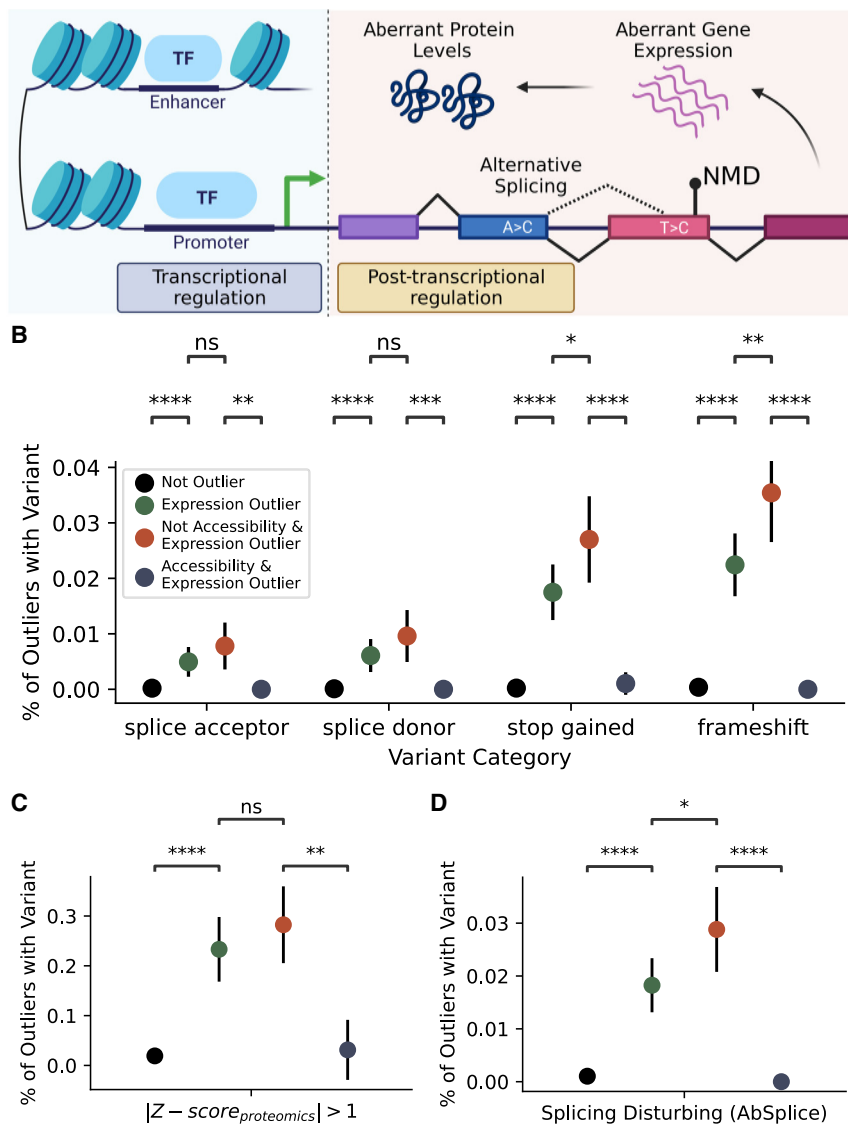 TF
Enhancer
TF
Promoter
Transcriptional
regulation
Aberrant Protein
Levels
Aberrant Gene
Expression
Alternative
Splicing
NMD
A>C
T>C
Post-transcriptional
regulation
B
ns
ns
*
**
****
**
****
***
****
****
****
****
% of Outliers with Variant
0.04
0.03
0.02
0.01
0.00
Not Outlier
Expression Outlier
Not Accessibility &
Expression Outlier
Accessibility &
Expression Outlier
splice acceptor
splice donor
stop gained
frameshift
Variant Category
C
ns
****
**
% of Outliers with Variant
0.3
0.2
0.1
0.0
|Z − score_proteomics| > 1
D
*
****
****
% of Outliers with Variant
0.03
0.02
0.01
0.00
Splicing Disturbing (AbSplice)